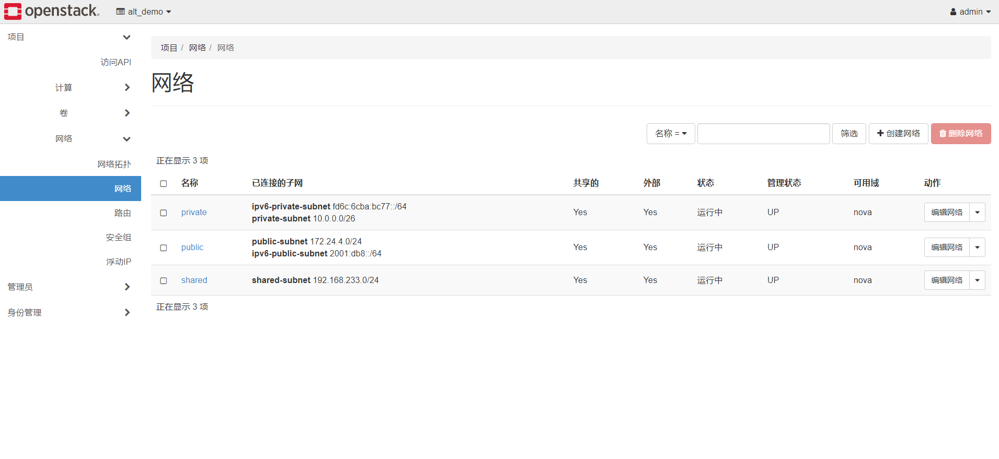 openstack. alt_demo admin
项目
访问API
计算
卷
网络
网络拓扑
网络
路由
安全组
浮动IP
管理员
身份管理
项目 / 网络 / 网络
网络
名称 = 筛选 创建网络 删除网络
正在显示 3 项
名称 已连接的子网 共享的 外部 状态 管理状态 可用域 动作
private ipv6-private-subnet fd6c:6cba:bc77::/64 Yes Yes 运行中 UP nova 编辑网络
private-subnet 10.0.0.0/26
public public-subnet 172.24.4.0/24 Yes Yes 运行中 UP nova 编辑网络
ipv6-public-subnet 2001:db8::/64
shared shared-subnet 192.168.233.0/24 Yes Yes 运行中 UP nova 编辑网络
正在显示 3 项